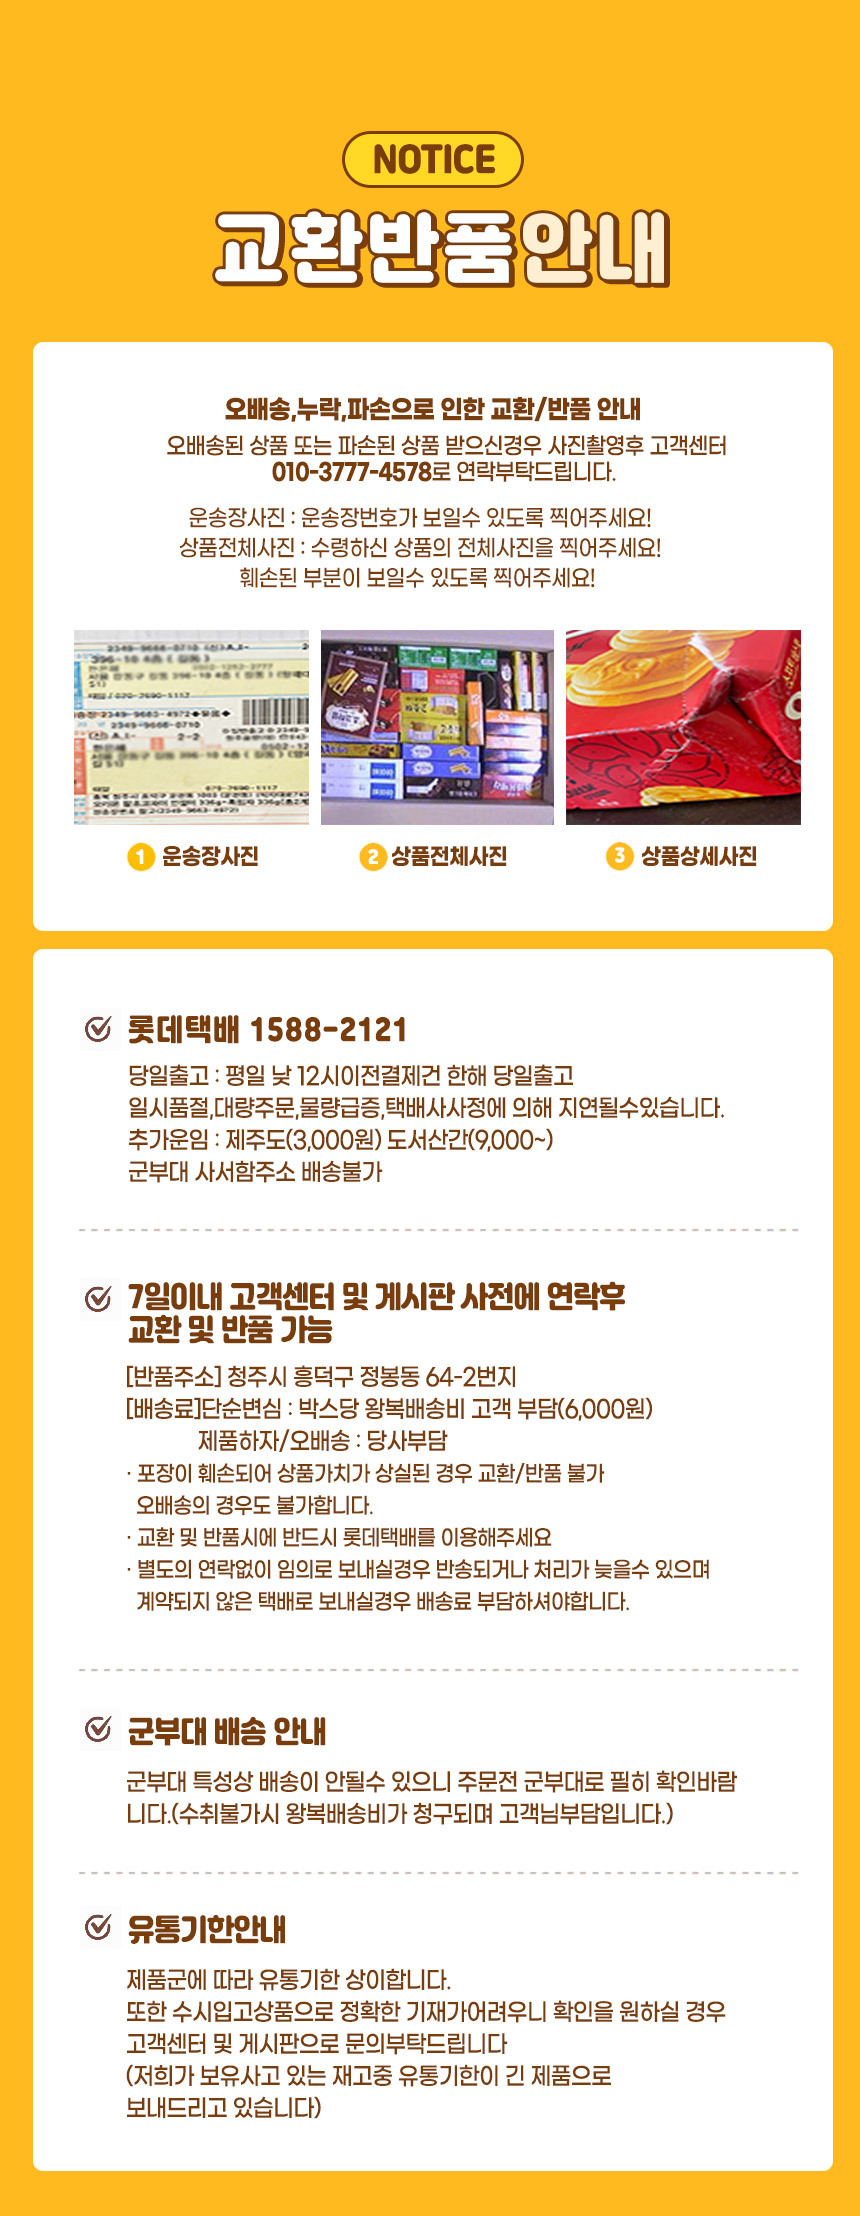 NOTICE
교환반품안내
오배송,누락,파손으로 인한 교환/반품 안내
오배송된 상품 또는 파손된 상품 받으신경우 사진촬영후 고객센터
010-3777-4578로 연락부탁드립니다.
운송장사진 : 운송장번호가 보일수 있도록 찍어주세요!
상품전체사진 : 수령하신 상품의 전체사진을 찍어주세요!
훼손된 부분이 보일수 있도록 찍어주세요!
1 운송장사진
2 상품전체사진
3 상품상세사진
롯데택배 1588-2121
당일출고 : 평일 낮 12시이전결제건 한해 당일출고
일시품절,대량주문,물량급증,택배사사정에 의해 지연될수있습니다.
추가운임 : 제주도(3,000원) 도서산간(9,000~)
군부대 사서함주소 배송불가
7일이내 고객센터 및 게시판 사전에 연락후
교환 및 반품 가능
[반품주소] 청주시 흥덕구 정봉동 64-2번지
[배송료]단순변심 : 박스당 왕복배송비 고객 부담(6,000원)
제품하자/오배송 : 당사부담
· 포장이 훼손되어 상품가치가 상실된 경우 교환/반품 불가
오배송의 경우도 불가합니다.
· 교환 및 반품시에 반드시 롯데택배를 이용해주세요
· 별도의 연락없이 임의로 보내실경우 반송되거나 처리가 늦을수 있으며
계약되지 않은 택배로 보내실경우 배송료 부담하셔야합니다.
군부대 배송 안내
군부대 특성상 배송이 안될수 있으니 주문전 군부대로 필히 확인바람
니다.(수취불가시 왕복배송비가 청구되며 고객님부담입니다.)
유통기한안내
제품군에 따라 유통기한 상이합니다.
또한 수시입고상품으로 정확한 기재가어려우니 확인을 원하실 경우
고객센터 및 게시판으로 문의부탁드립니다
(저희가 보유사고 있는 재고중 유통기한이 긴 제품으로
보내드리고 있습니다)